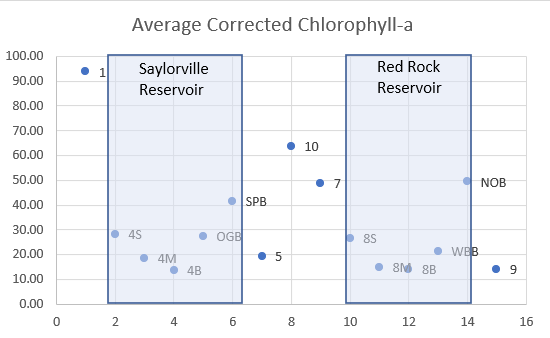 Average Corrected Chlorophyll-a
100.00
90.00
80.00
70.00
60.00
50.00
40.00
30.00
20.00
10.00
0.00
0 2 4 6 8 10 12 14 16
Saylorville
Reservoir
Red Rock
Reservoir
1
4S
4M
4B
OGB
SPB
5
10
7
8S
8M
8B
WBB
NOB
9